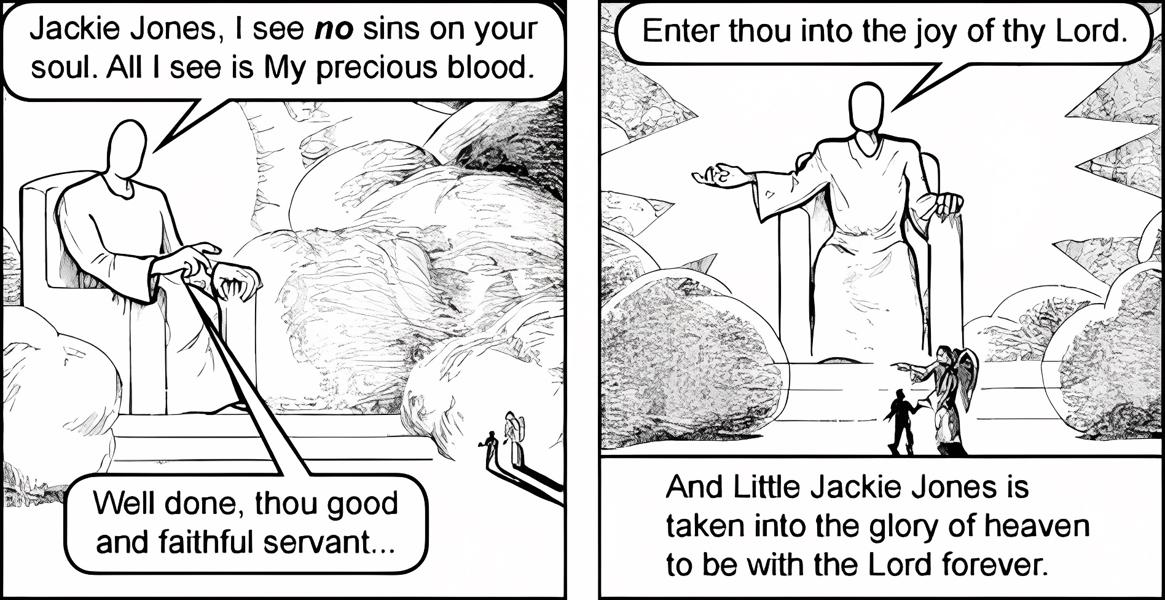 Jackie Jones, I see no sins on your
soul. All I see is My precious blood.
Well done, thou good
and faithful servant...
Enter thou into the joy of thy Lord.
And Little Jackie Jones is
taken into the glory of heaven
to be with the Lord forever.